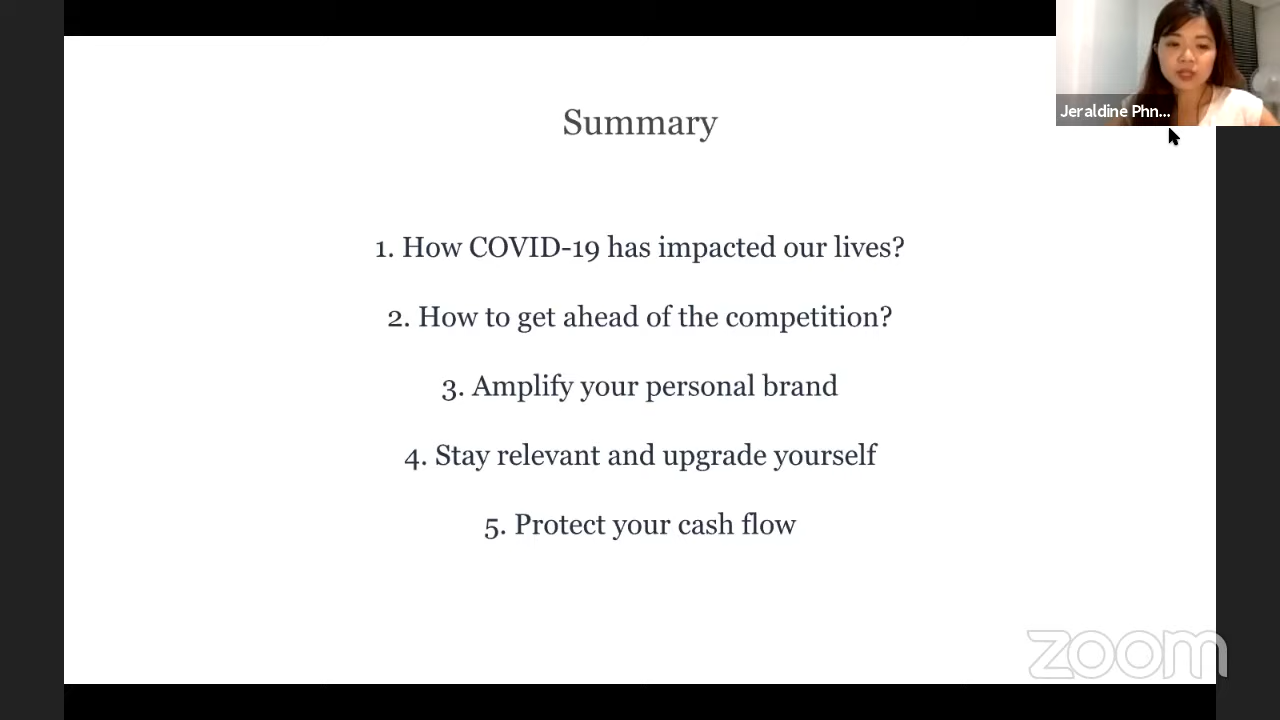 Jeraldine Phn...
Summary
1. How COVID-19 has impacted our lives?
2. How to get ahead of the competition?
3. Amplify your personal brand
4. Stay relevant and upgrade yourself
5. Protect your cash flow
zoom